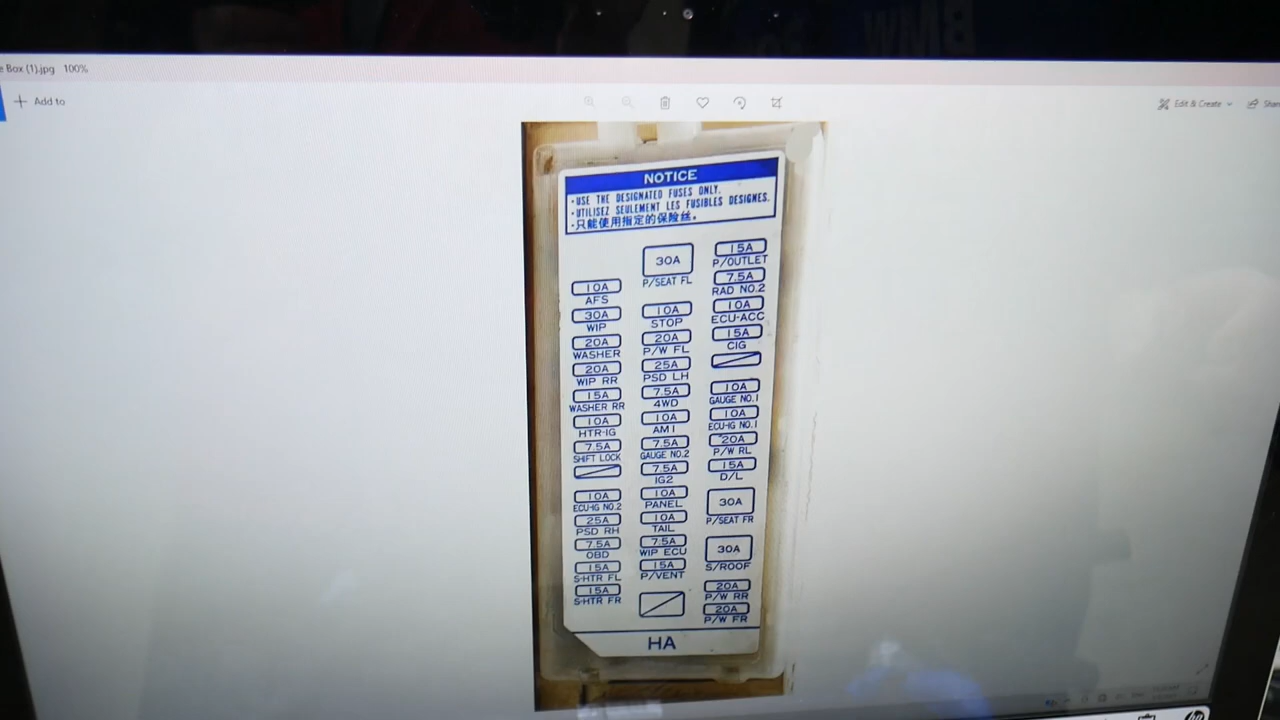 e Box (1).jpg 100%
Add to
Edit & Create
Shar
NOTICE
·USE THE DESIGNATED FUSES ONLY.
·UTILISEZ SEULEMENT LES FUSIBLES DESIGNES.
·只能使用指定的保险丝。
10A
AFS
30A
WIP
20A
WASHER
20A
WIP RR
15A
WASHER RR
10A
HTR-IG
7.5A
SHIFT LOCK
10A
ECU-IG NO.2
25A
PSD RH
7.5A
OBD
15A
S-HTR FL
15A
S-HTR FR
30A
P/SEAT FL
10A
STOP
20A
P/W FL
25A
PSD LH
7.5A
4WD
10A
AM1
7.5A
GAUGE NO.2
7.5A
IG2
10A
PANEL
10A
TAIL
7.5A
WIP ECU
15A
P/VENT
15A
P/OUTLET
7.5A
RAD NO.2
10A
ECU-ACC
15A
CIG
10A
GAUGE NO.1
10A
ECU-IG NO.1
20A
P/W RL
15A
D/L
30A
P/SEAT FR
30A
S/ROOF
20A
P/W RR
20A
P/W FR
HA
hp